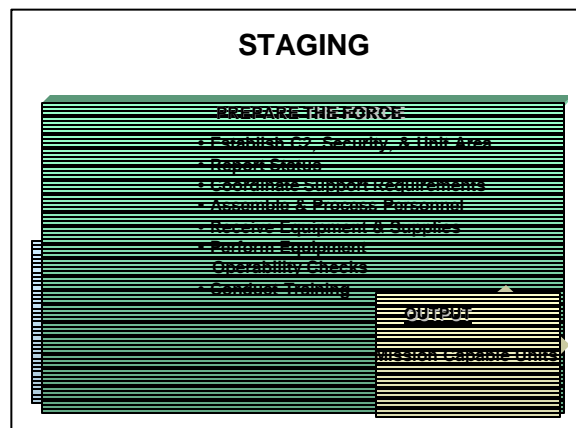 STAGING
PREPARE THE FORCE
• Establish C2, Security, & Unit Area
• Report Status
• Coordinate Support Requirements
• Assemble & Process Personnel
• Receive Equipment & Supplies
• Perform Equipment
Operability Checks
• Conduct Training
OUTPUT
Mission Capable Units